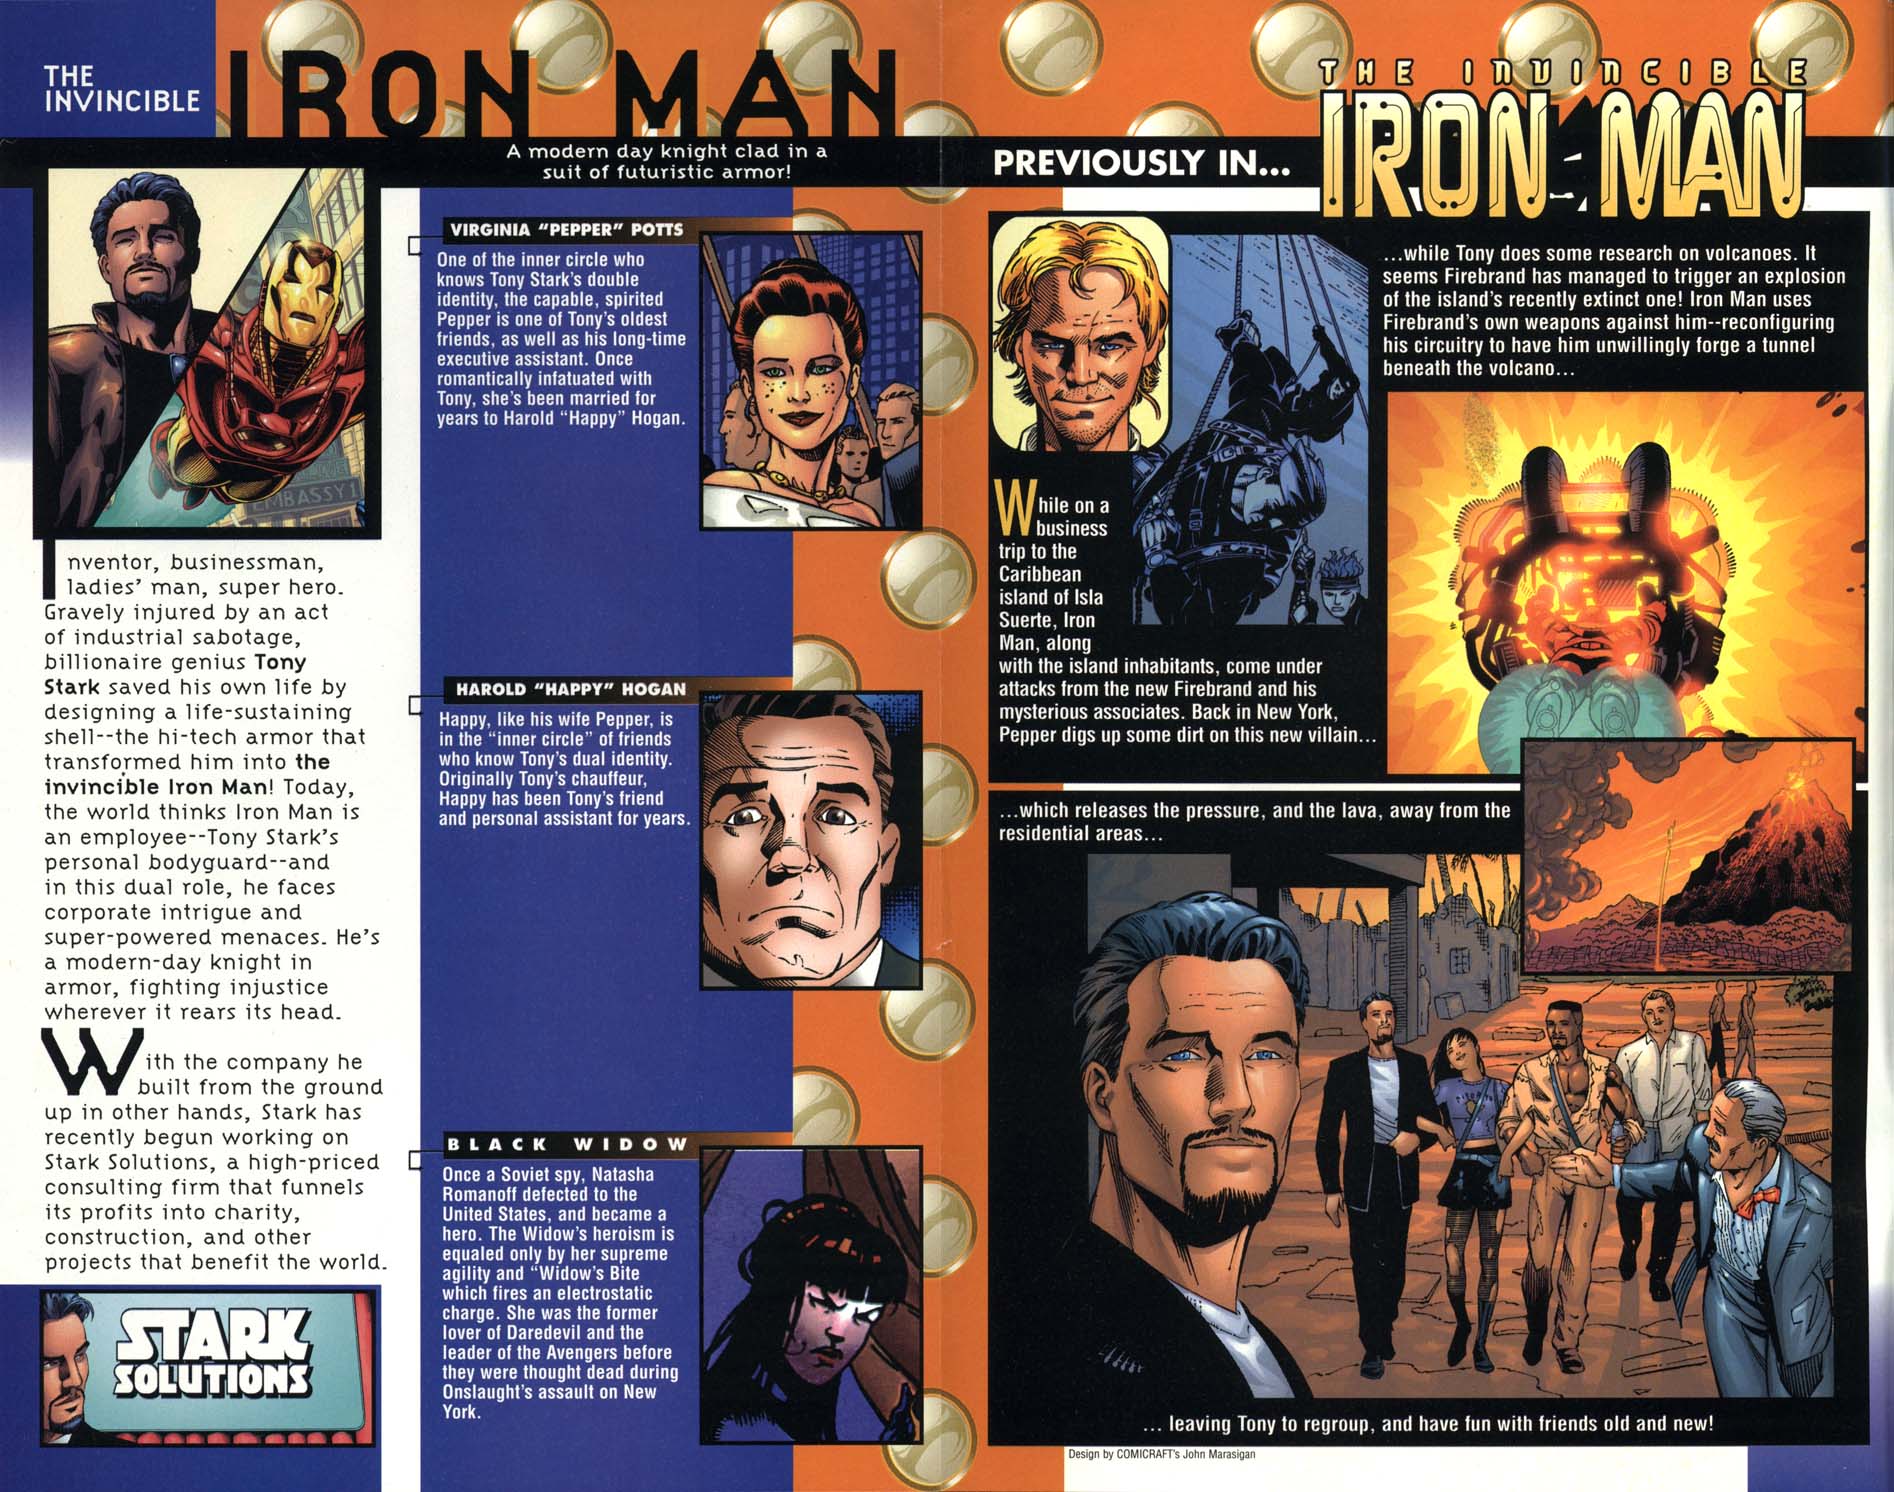 THE
INVINCIBLE
IRON MAN
A modern day knight clad in a
suit of futuristic armor!
EMBASSY 1
Inventor, businessman,
ladies' man, super hero.
Gravely injured by an act
of industrial sabotage,
billionaire genius Tony
Stark saved his own life by
designing a life-sustaining
shell--the hi-tech armor that
transformed him into the
invincible Iron Man! Today,
the world thinks Iron Man is
an employee--Tony Stark's
personal bodyguard--and
in this dual role, he faces
corporate intrigue and
super-powered menaces. He's
a modern-day knight in
armor, fighting injustice
wherever it rears its head.
With the company he
built from the ground
up in other hands, Stark has
recently begun working on
Stark Solutions, a high-priced
consulting firm that funnels
its profits into charity,
construction, and other
projects that benefit the world.
STARK
SOLUTIONS
VIRGINIA "PEPPER" POTTS
One of the inner circle who
knows Tony Stark's double
identity, the capable, spirited
Pepper is one of Tony's oldest
friends, as well as his long-time
executive assistant. Once
romantically infatuated with
Tony, she's been married for
years to Harold "Happy" Hogan.
HAROLD "HAPPY" HOGAN
Happy, like his wife Pepper, is
in the "inner circle" of friends
who know Tony's dual identity.
Originally Tony's chauffeur,
Happy has been Tony's friend
and personal assistant for years.
BLACK WIDOW
Once a Soviet spy, Natasha
Romanoff defected to the
United States, and became a
hero. The Widow's heroism is
equaled only by her supreme
agility and "Widow's Bite
which fires an electrostatic
charge. She was the former
lover of Daredevil and the
leader of the Avengers before
they were thought dead during
Onslaught's assault on New
York.
PREVIOUSLY IN...
THE INVINCIBLE
IRON MAN
While on a
business
trip to the
Caribbean
island of Isla
Suerte, Iron
Man, along
with the island inhabitants, come under
attacks from the new Firebrand and his
mysterious associates. Back in New York,
Pepper digs up some dirt on this new villain...
...while Tony does some research on volcanoes. It
seems Firebrand has managed to trigger an explosion
of the island's recently extinct one! Iron Man uses
Firebrand's own weapons against him--reconfiguring
his circuitry to have him unwillingly forge a tunnel
beneath the volcano...
...which releases the pressure, and the lava, away from the
residential areas...
... leaving Tony to regroup, and have fun with friends old and new!
Design by COMICRAFT's John Marasigan